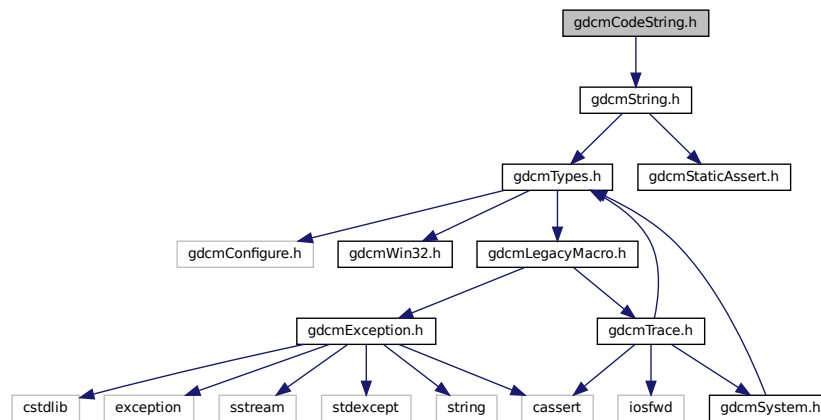 gdcmCodeString.h
gdcmString.h
gdcmTypes.h
gdcmStaticAssert.h
gdcmConfigure.h
gdcmWin32.h
gdcmLegacyMacro.h
gdcmException.h
gdcmTrace.h
cstdlib
exception
sstream
stdexcept
string
cassert
iosfwd
gdcmSystem.h